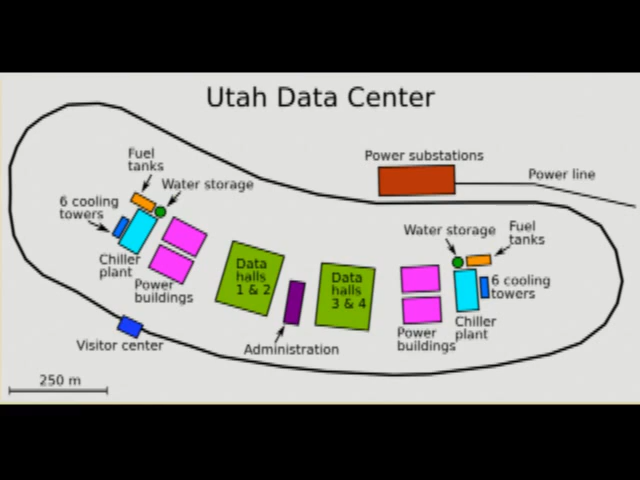 Utah Data Center
Power substations
Power line
Fuel
tanks
Water storage
6 cooling
towers
Chiller
plant
Power
buildings
Data
halls
1 & 2
Data
halls
3 & 4
Water storage
Fuel
tanks
6 cooling
towers
Chiller
plant
Power
buildings
Visitor center
Administration
250 m